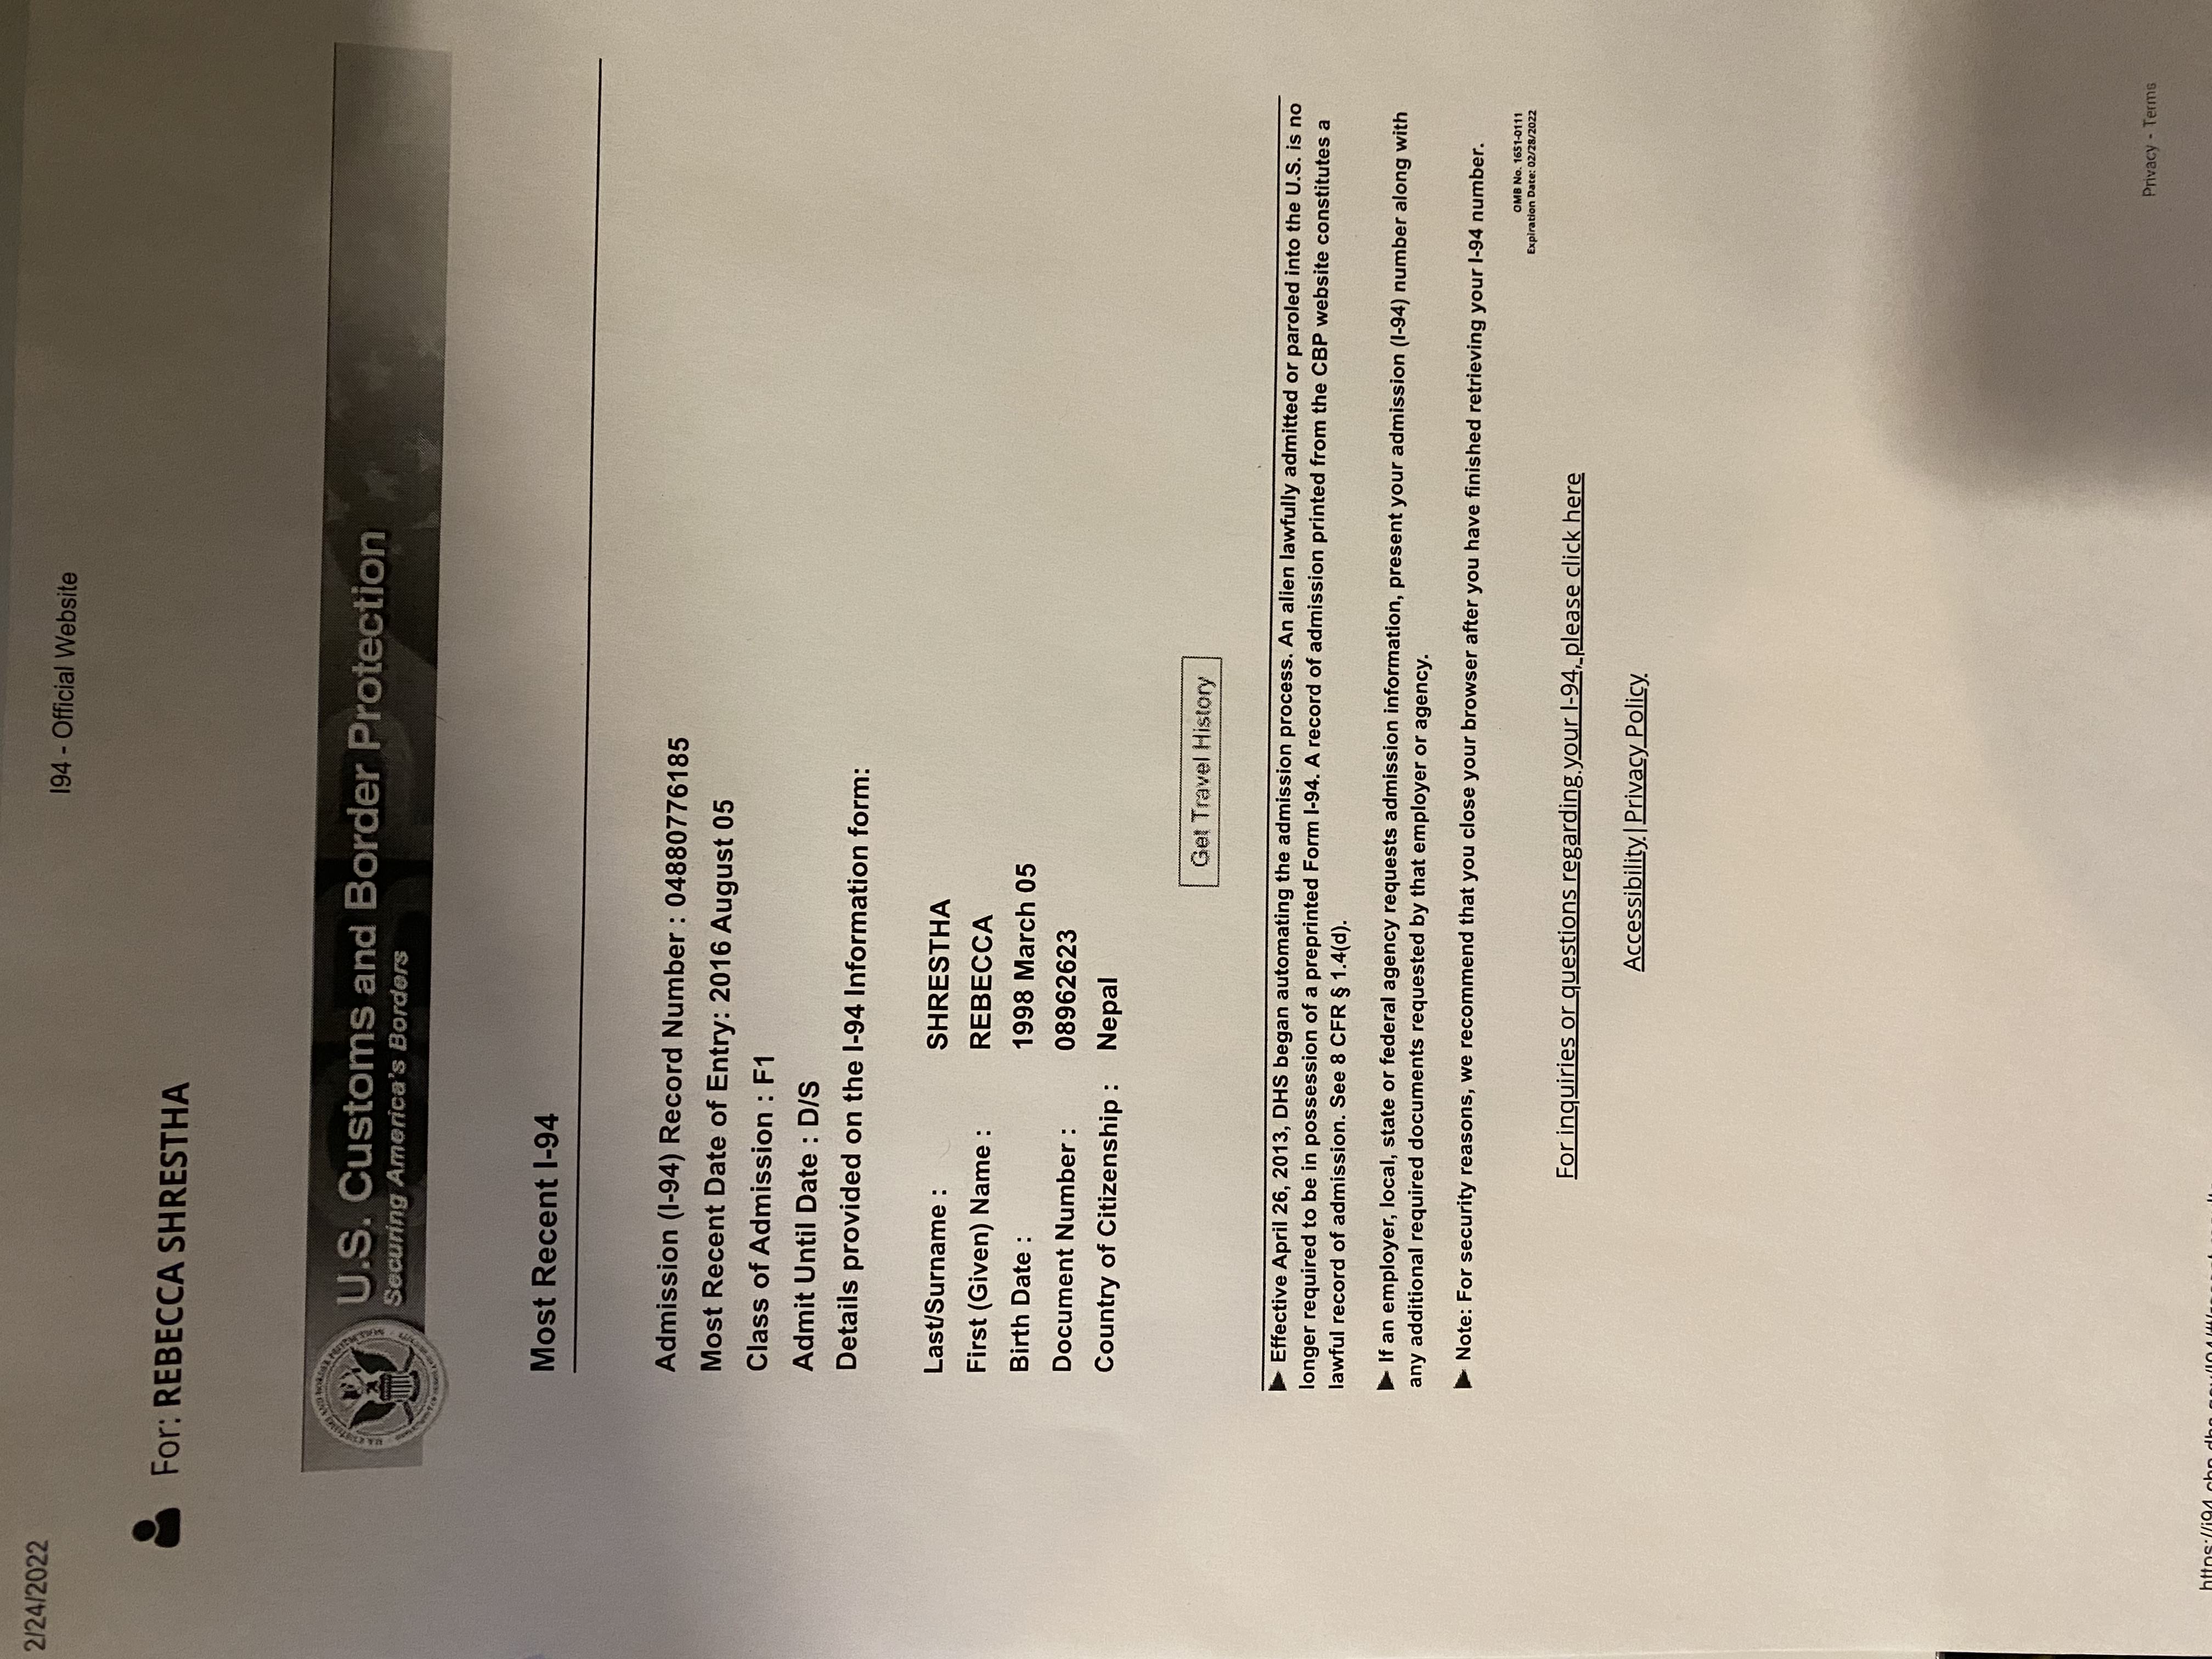 2/24/2022
I94 - Official Website
For: REBECCA SHRESTHA
U.S. Customs and Border Protection
Securing America's Borders
Most Recent I-94
Admission (I-94) Record Number : 04880776185
Most Recent Date of Entry: 2016 August 05
Class of Admission : F1
Admit Until Date : D/S
Details provided on the I-94 Information form:
Last/Surname : SHRESTHA
First (Given) Name : REBECCA
Birth Date : 1998 March 05
Document Number : 08962623
Country of Citizenship : Nepal
Get Travel History
► Effective April 26, 2013, DHS began automating the admission process. An alien lawfully admitted or paroled into the U.S. is no
longer required to be in possession of a preprinted Form I-94. A record of admission printed from the CBP website constitutes a
lawful record of admission. See 8 CFR § 1.4(d).
► If an employer, local, state or federal agency requests admission information, present your admission (I-94) number along with
any additional required documents requested by that employer or agency.
► Note: For security reasons, we recommend that you close your browser after you have finished retrieving your I-94 number.
OMB No. 1651-0111
Expiration Date: 02/28/2022
For inquiries or questions regarding your I-94, please click here
Accessibility|Privacy Policy
Privacy - Terms